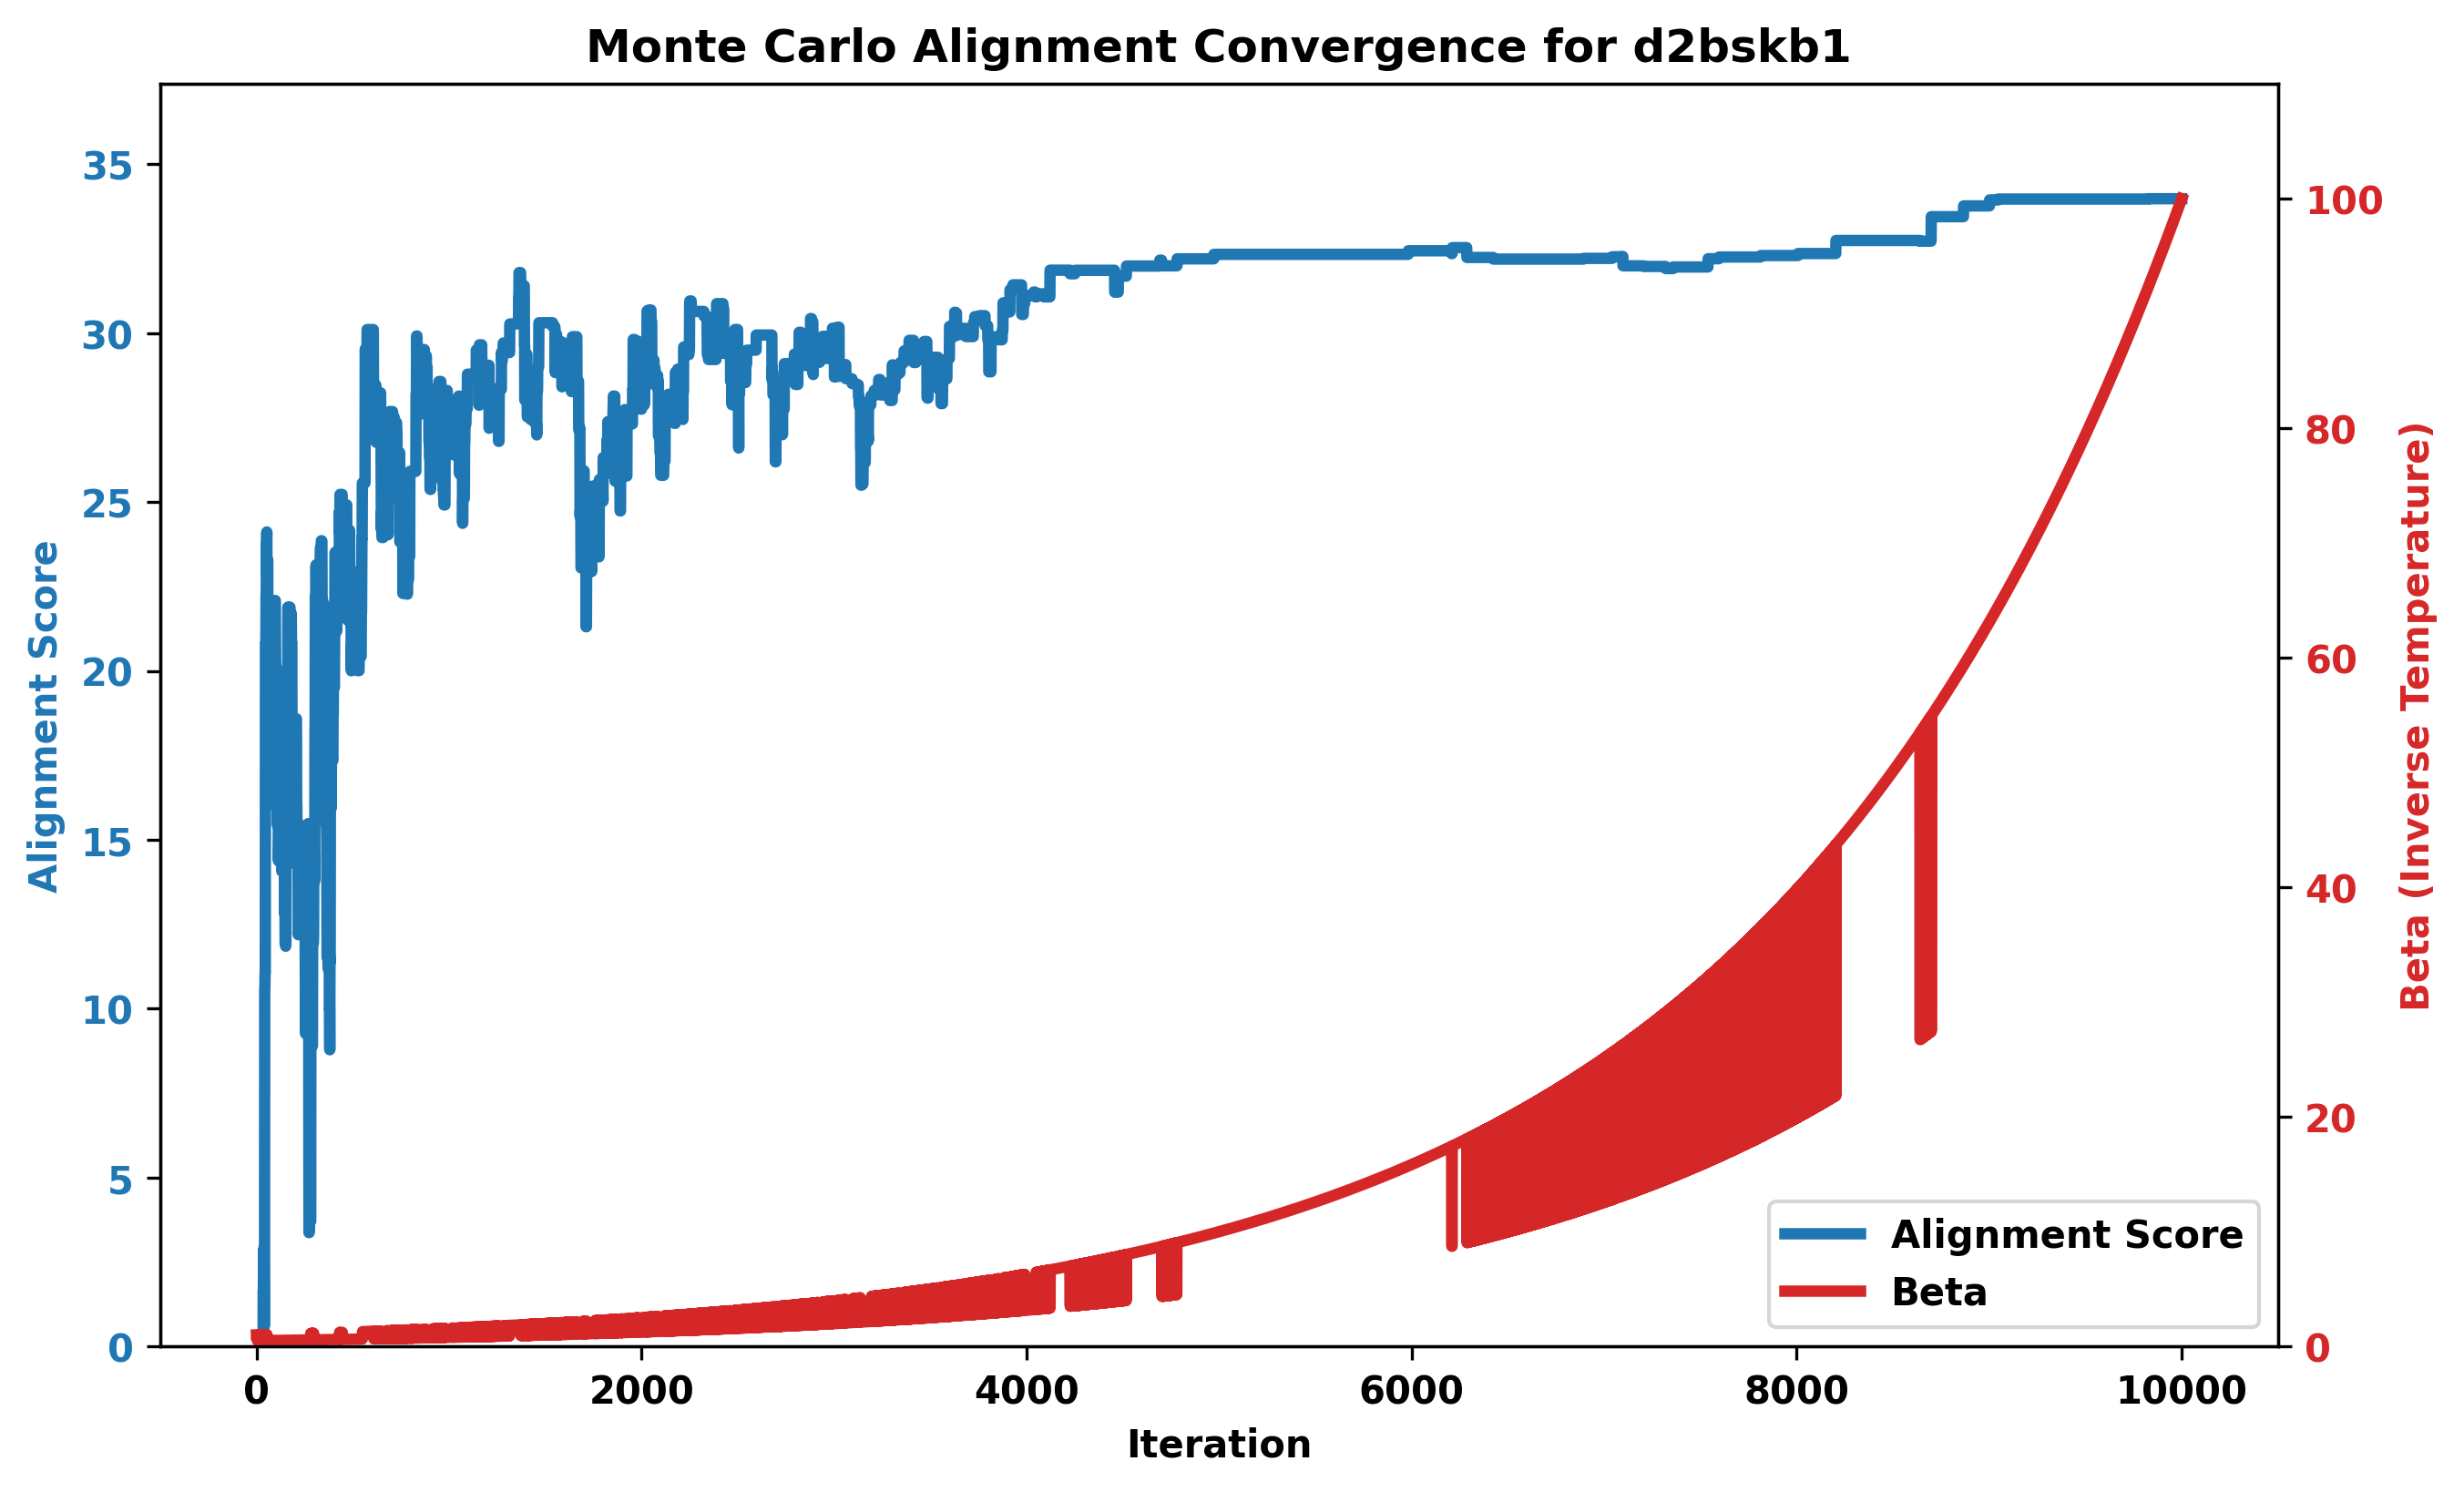 Monte Carlo Alignment Convergence for d2bskb1
Alignment Score
35
30
25
20
15
10
5
0
100
80
60
40
20
0
Beta (Inverse Temperature)
Alignment Score
Beta
0 2000 4000 6000 8000 10000
Iteration